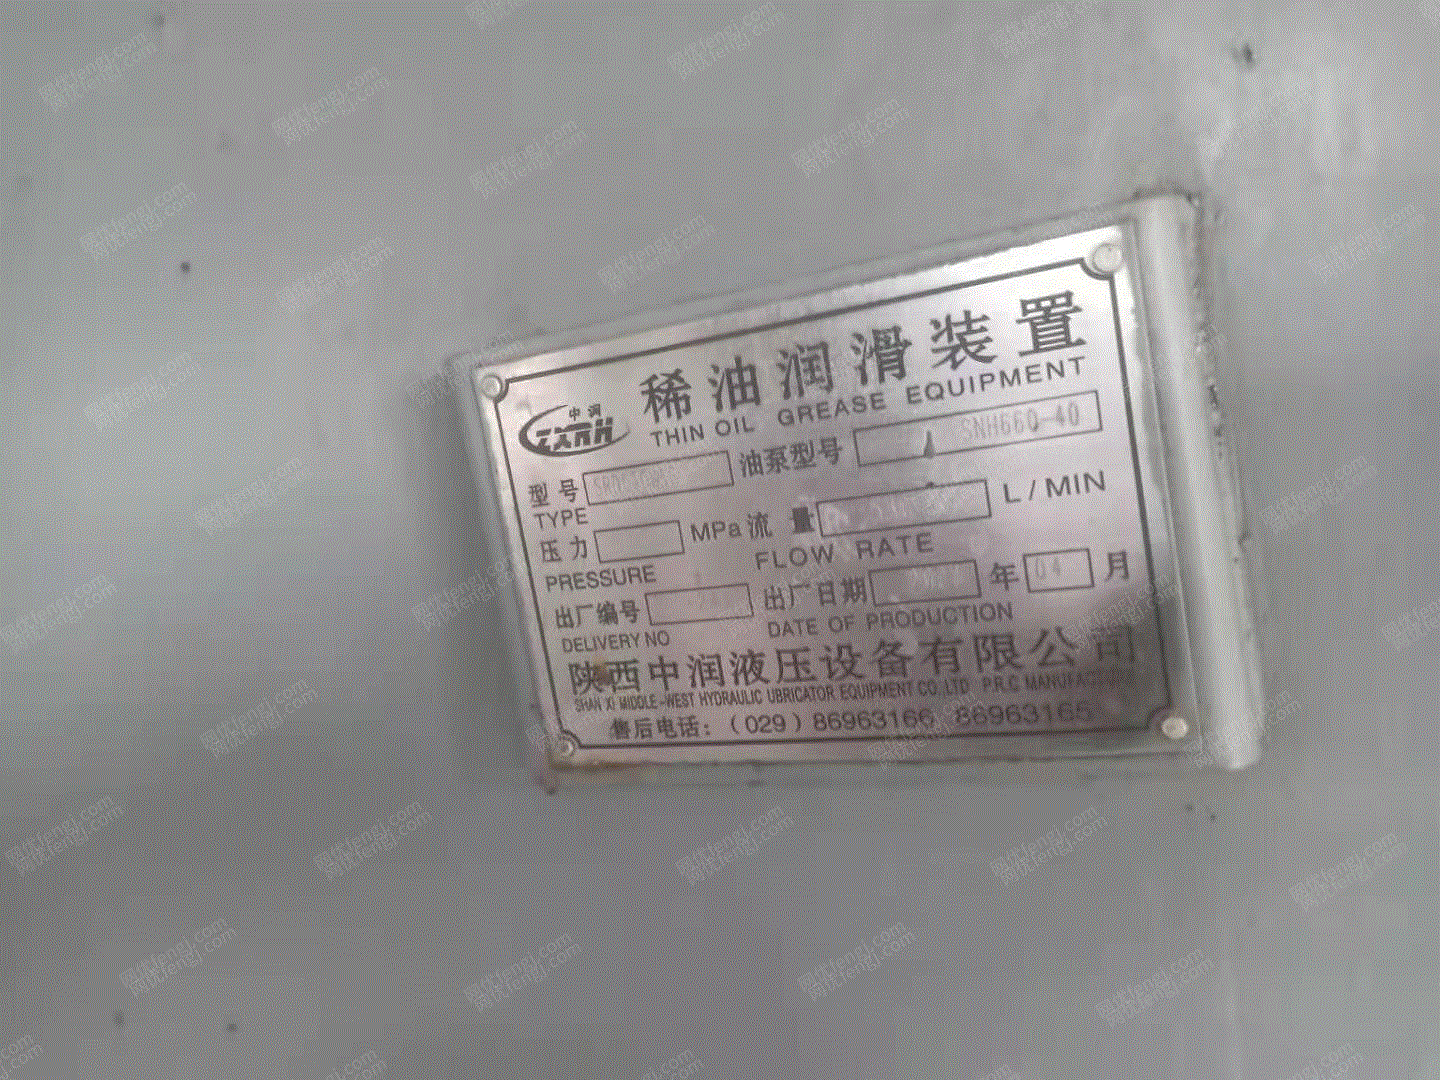 稀油润滑装置
中润 THIN OIL GREASE EQUIPMENT
型号 油泵型号 SNH660-40
TYPE
压力 MPa 流量 L/MIN
PRESSURE FLOW RATE
出厂编号 出厂日期 年 04 月
DELIVERY NO DATE OF PRODUCTION
陕西中润液压设备有限公司
SHAN XI MIDDLE-WEST HYDRAULIC UBRICATOR EQUIPMENT CO. LTD P.R.C MANUFACTURE
售后电话：（029）86963166 86963165